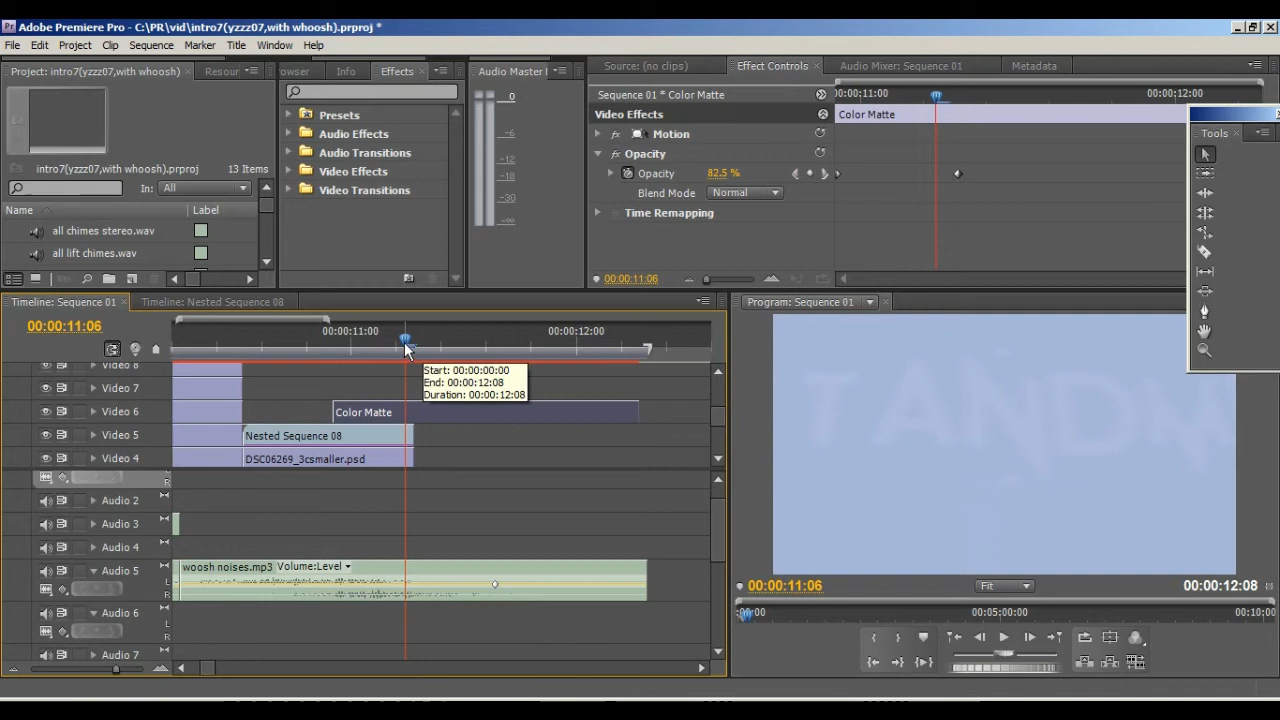 Adobe Premiere Pro - C:\PR\vid\intro7(yzzz07,with whoosh).prproj *
File Edit Project Clip Sequence Marker Title Window Help
Project: intro7(yzzz07,with whoosh) × Resour
intro7(yzzz07,with whoosh).prproj
13 Items
In: All
Name Label
all chimes stereo.wav
all lift chimes.wav
owser Info Effects ×
Presets
Audio Effects
Audio Transitions
Video Effects
Video Transitions
Audio Master
0
-6
-12
-18
-30
-∞
Source: (no clips) Effect Controls × Audio Mixer: Sequence 01 Metadata
Sequence 01 * Color Matte
00:00:11:00 00:00:12:00
Video Effects
Color Matte
fx Motion
fx Opacity
Opacity 82.5 %
Blend Mode Normal
Time Remapping
00:00:11:06
Tools ×
Timeline: Sequence 01 × Timeline: Nested Sequence 08
00:00:11:06
00:00:11:00 00:00:12:00
Start: 00:00:00:00
End: 00:00:12:08
Duration: 00:00:12:08
Video 8
Video 7
Video 6 Color Matte
Video 5 Nested Sequence 08
Video 4 DSC06269_3csmaller.psd
L
R
Audio 2
Audio 3
Audio 4
Audio 5 woosh noises.mp3 Volume:Level
L
R
Audio 6
L
R
Audio 7
Program: Sequence 01 ×
TANDW
00:00:11:06 Fit 00:00:12:08
:00 00:05:00:00 00:10:0